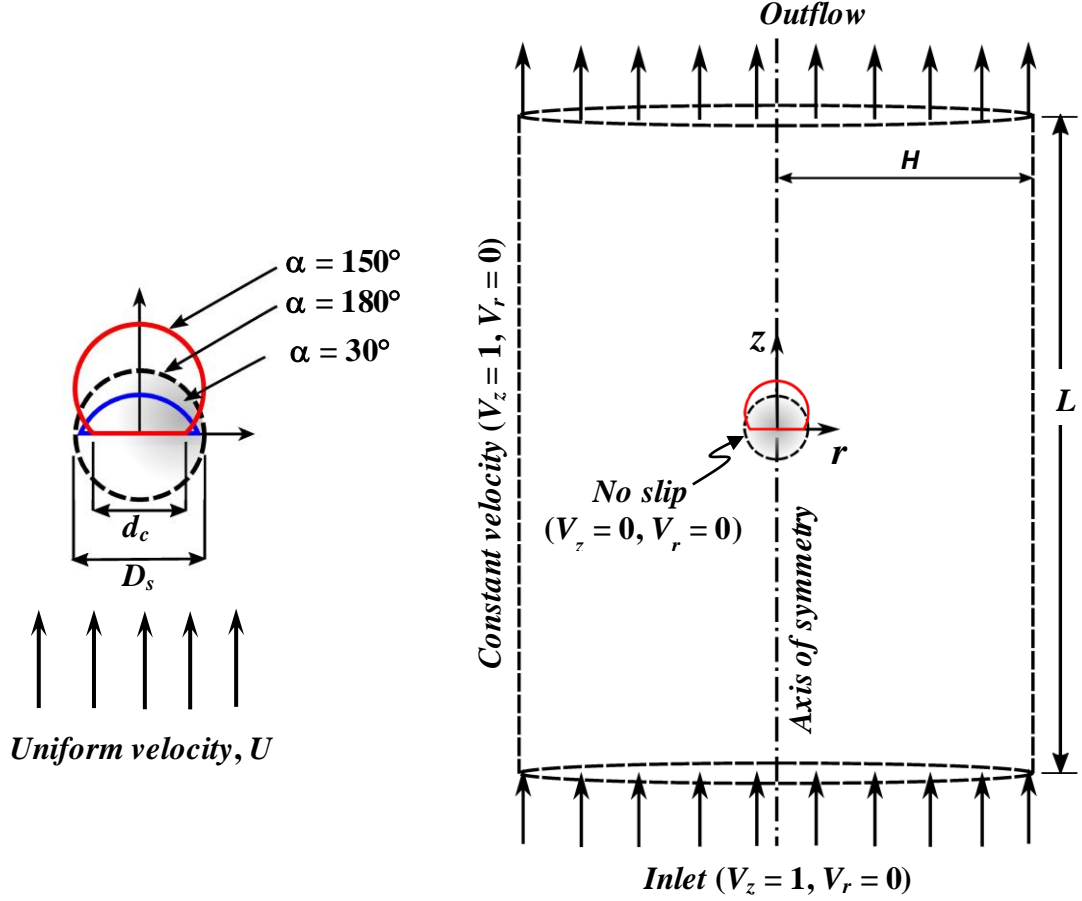 Outflow
H
α = 150°
α = 180°
α = 30°
Constant velocity (V_z = 1, V_r = 0)
z
L
r
No slip
(V_z = 0, V_r = 0)
d_c
D_s
Axis of symmetry
Uniform velocity, U
Inlet (V_z = 1, V_r = 0)